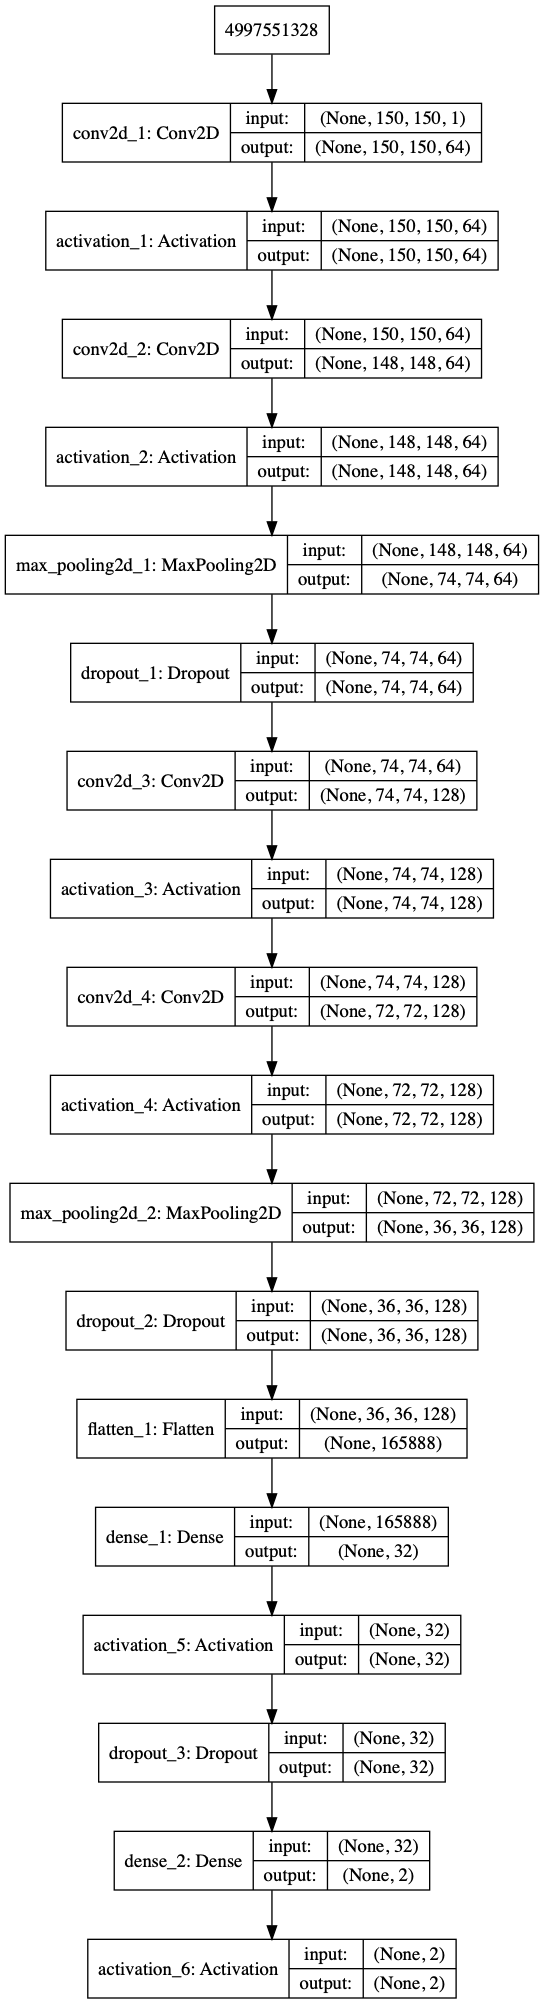 4997551328
conv2d_1: Conv2D
input: (None, 150, 150, 1)
output: (None, 150, 150, 64)
activation_1: Activation
input: (None, 150, 150, 64)
output: (None, 150, 150, 64)
conv2d_2: Conv2D
input: (None, 150, 150, 64)
output: (None, 148, 148, 64)
activation_2: Activation
input: (None, 148, 148, 64)
output: (None, 148, 148, 64)
max_pooling2d_1: MaxPooling2D
input: (None, 148, 148, 64)
output: (None, 74, 74, 64)
dropout_1: Dropout
input: (None, 74, 74, 64)
output: (None, 74, 74, 64)
conv2d_3: Conv2D
input: (None, 74, 74, 64)
output: (None, 74, 74, 128)
activation_3: Activation
input: (None, 74, 74, 128)
output: (None, 74, 74, 128)
conv2d_4: Conv2D
input: (None, 74, 74, 128)
output: (None, 72, 72, 128)
activation_4: Activation
input: (None, 72, 72, 128)
output: (None, 72, 72, 128)
max_pooling2d_2: MaxPooling2D
input: (None, 72, 72, 128)
output: (None, 36, 36, 128)
dropout_2: Dropout
input: (None, 36, 36, 128)
output: (None, 36, 36, 128)
flatten_1: Flatten
input: (None, 36, 36, 128)
output: (None, 165888)
dense_1: Dense
input: (None, 165888)
output: (None, 32)
activation_5: Activation
input: (None, 32)
output: (None, 32)
dropout_3: Dropout
input: (None, 32)
output: (None, 32)
dense_2: Dense
input: (None, 32)
output: (None, 2)
activation_6: Activation
input: (None, 2)
output: (None, 2)